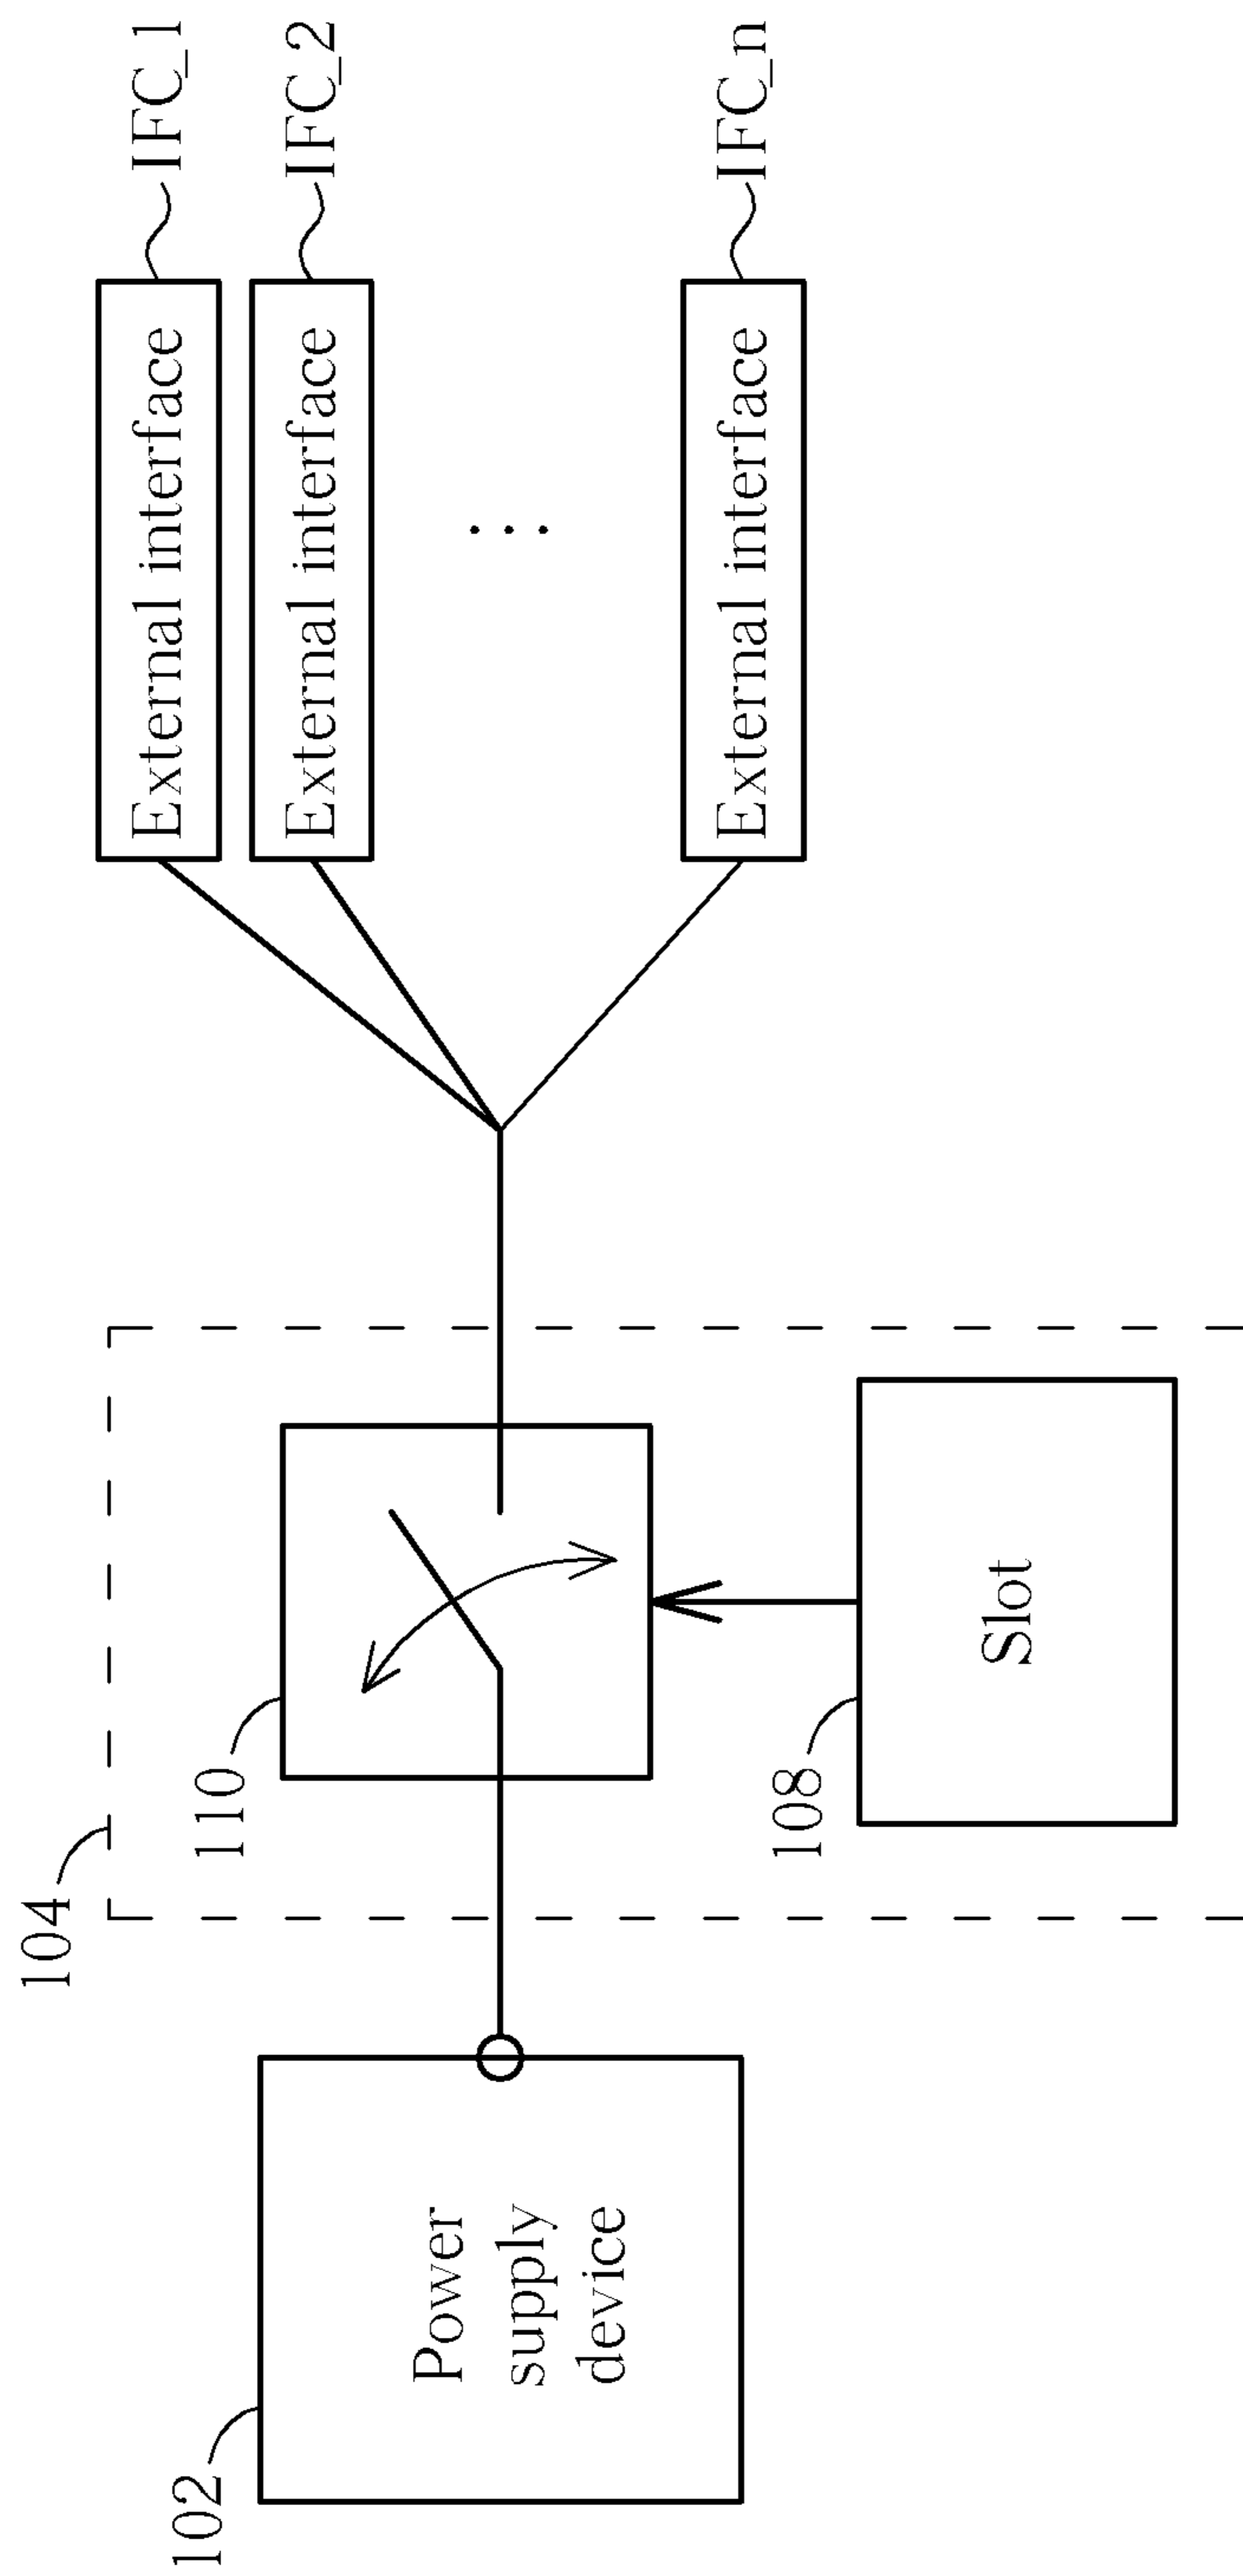 102
Power
supply
device
104
110
108
Slot
External interface
IFC_1
External interface
IFC_2
...
External interface
IFC_n